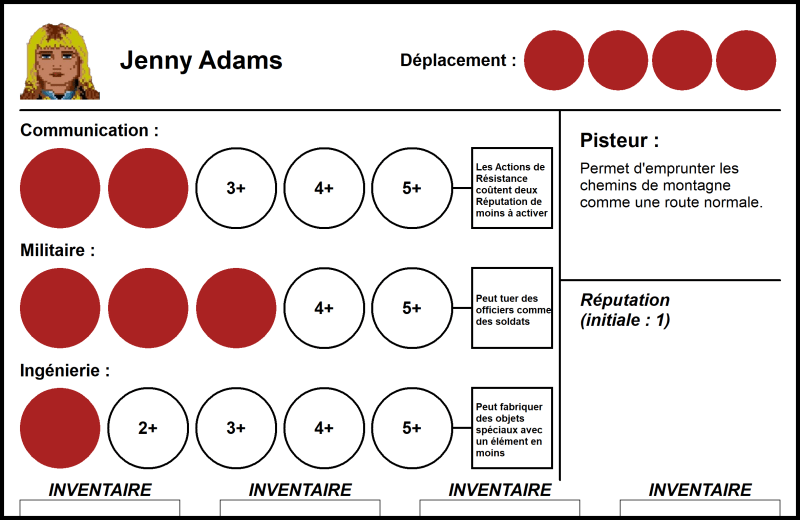 Jenny Adams
Déplacement :
Communication :
3+ 4+ 5+
Les Actions de
Résistance
coûtent deux
Réputation de
moins à activer
Pisteur :
Permet d'emprunter les
chemins de montagne
comme une route normale.
Militaire :
4+ 5+
Peut tuer des
officiers comme
des soldats
Réputation
(initiale : 1)
Ingénierie :
2+ 3+ 4+ 5+
Peut fabriquer
des objets
spéciaux avec
un élément en
moins
INVENTAIRE INVENTAIRE INVENTAIRE INVENTAIRE